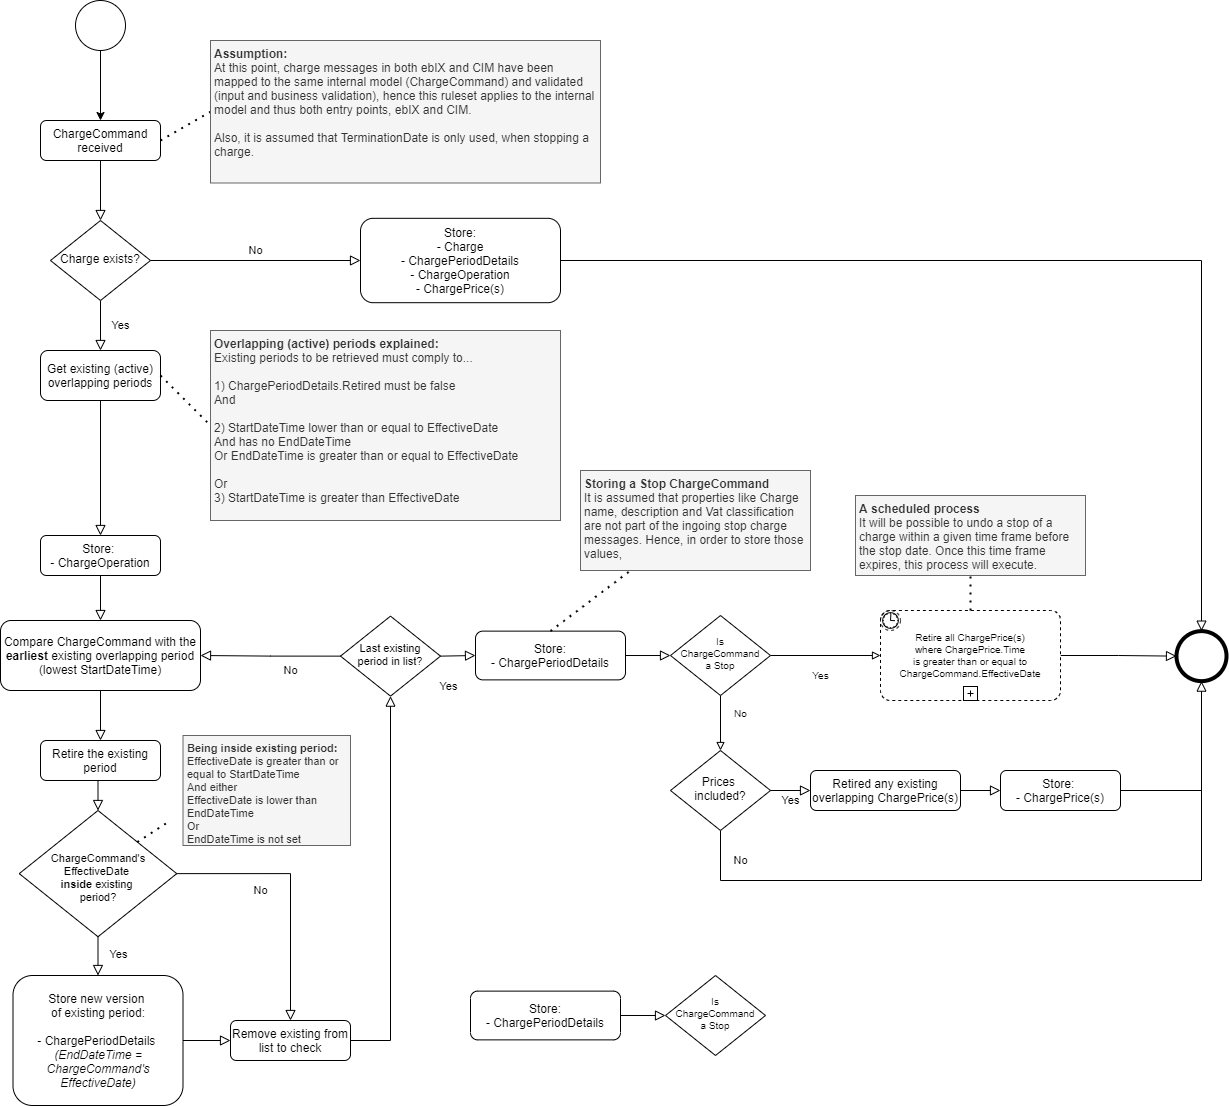 Assumption:
At this point, charge messages in both ebIX and CIM have been
mapped to the same internal model (ChargeCommand) and validated
(input and business validation), hence this ruleset applies to the internal
model and thus both entry points, ebIX and CIM.
Also, it is assumed that TerminationDate is only used, when stopping a
charge.
ChargeCommand
received
Charge exists?
No
Store:
- Charge
- ChargePeriodDetails
- ChargeOperation
- ChargePrice(s)
Yes
Get existing (active)
overlapping periods
Overlapping (active) periods explained:
Existing periods to be retrieved must comply to...
1) ChargePeriodDetails.Retired must be false
And
2) StartDateTime lower than or equal to EffectiveDate
And has no EndDateTime
Or EndDateTime is greater than or equal to EffectiveDate
Or
3) StartDateTime is greater than EffectiveDate
Storing a Stop ChargeCommand
It is assumed that properties like Charge
name, description and Vat classification
are not part of the ingoing stop charge
messages. Hence, in order to store those
values,
A scheduled process
It will be possible to undo a stop of a
charge within a given time frame before
the stop date. Once this time frame
expires, this process will execute.
Store:
- ChargeOperation
Compare ChargeCommand with the
earliest existing overlapping period
(lowest StartDateTime)
No
Last existing
period in list?
Yes
Store:
- ChargePeriodDetails
Is
ChargeCommand
a Stop
Yes
Retire all ChargePrice(s)
where ChargePrice.Time
is greater than or equal to
ChargeCommand.EffectiveDate
+
No
Retire the existing
period
Being inside existing period:
EffectiveDate is greater than or
equal to StartDateTime
And either
EffectiveDate is lower than
EndDateTime
Or
EndDateTime is not set
Prices
included?
Yes
Retired any existing
overlapping ChargePrice(s)
Store:
- ChargePrice(s)
No
ChargeCommand's
EffectiveDate
inside existing
period?
No
Yes
Store new version
of existing period:
- ChargePeriodDetails
(EndDateTime =
ChargeCommand's
EffectiveDate)
Remove existing from
list to check
Store:
- ChargePeriodDetails
Is
ChargeCommand
a Stop